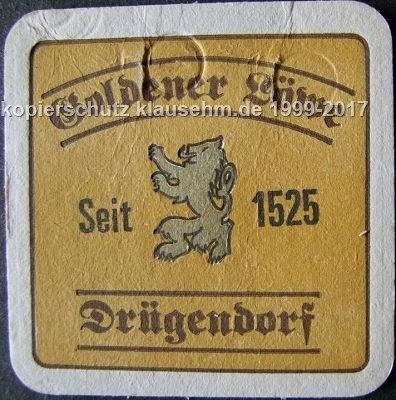 Goldener Löwe
kopierschutz klausehm.de 1999-2017
Seit 1525
Drügendorf